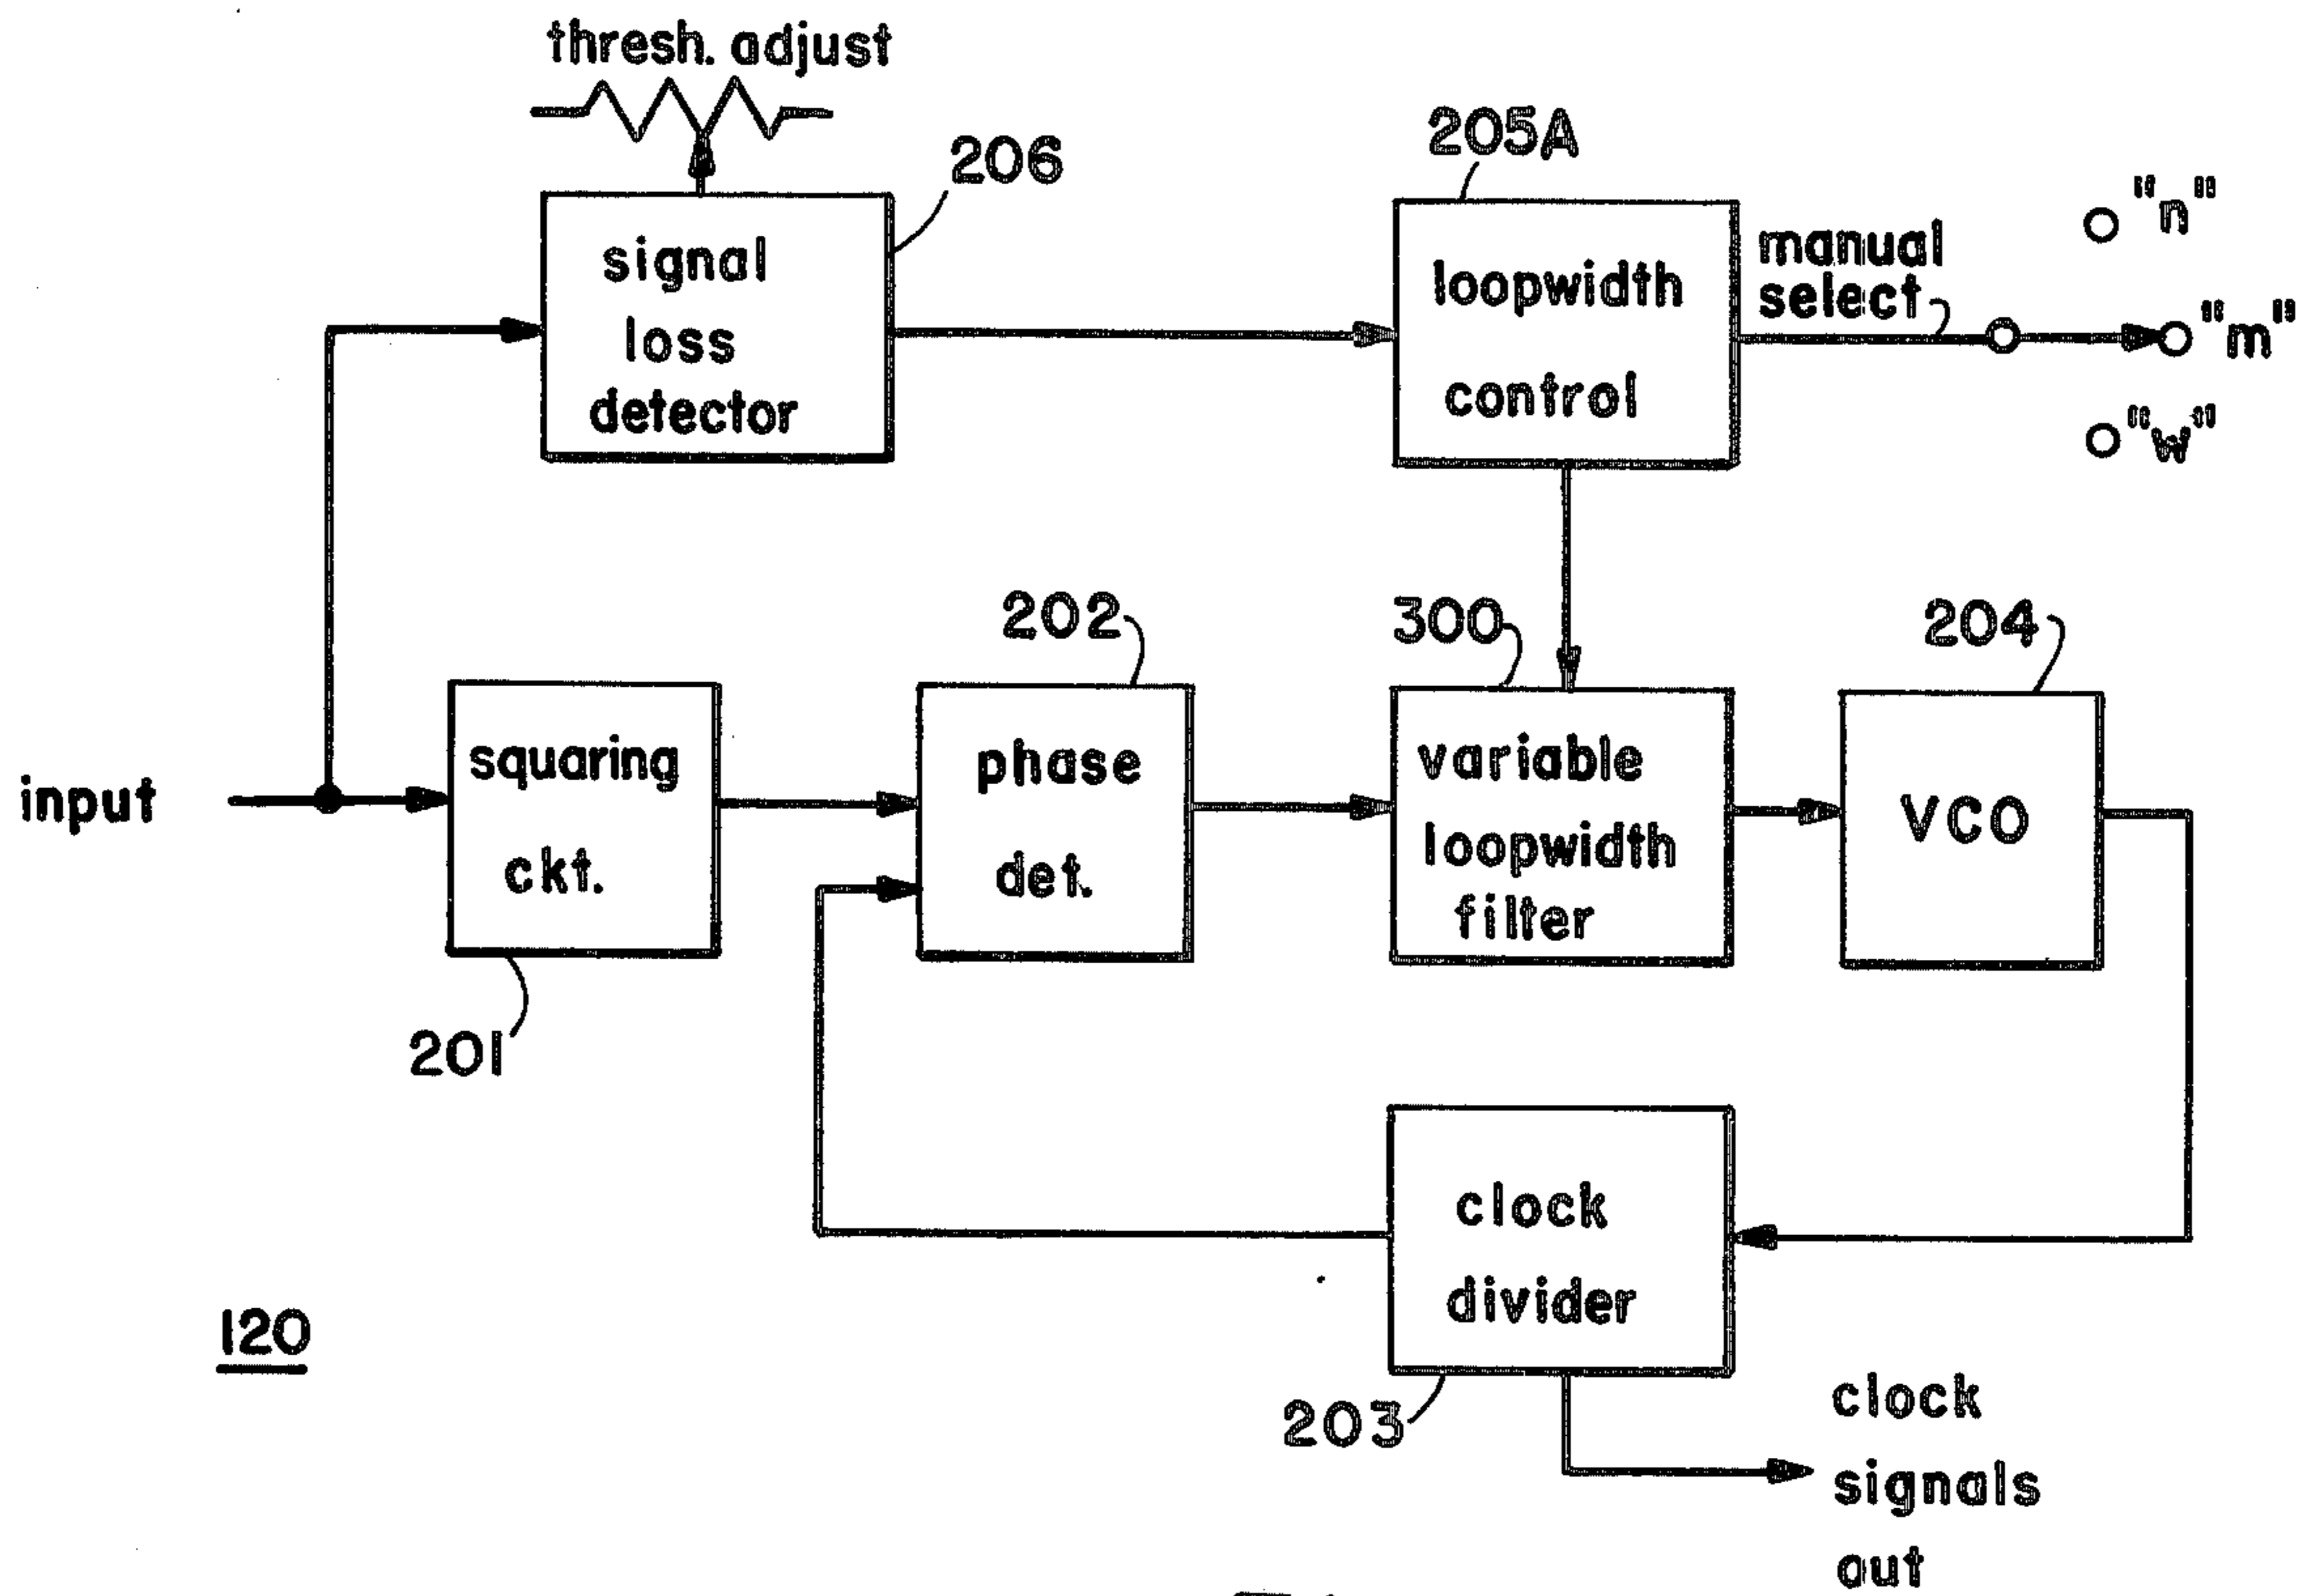 thresh. adjust
206
205A
signal
loss
detector
loopwidth
control
manual
select
"n"
"m"
"w"
202
300
204
input
squaring
ckt.
phase
det.
variable
loopwidth
filter
VCO
201
clock
divider
120
203
clock
signals
out